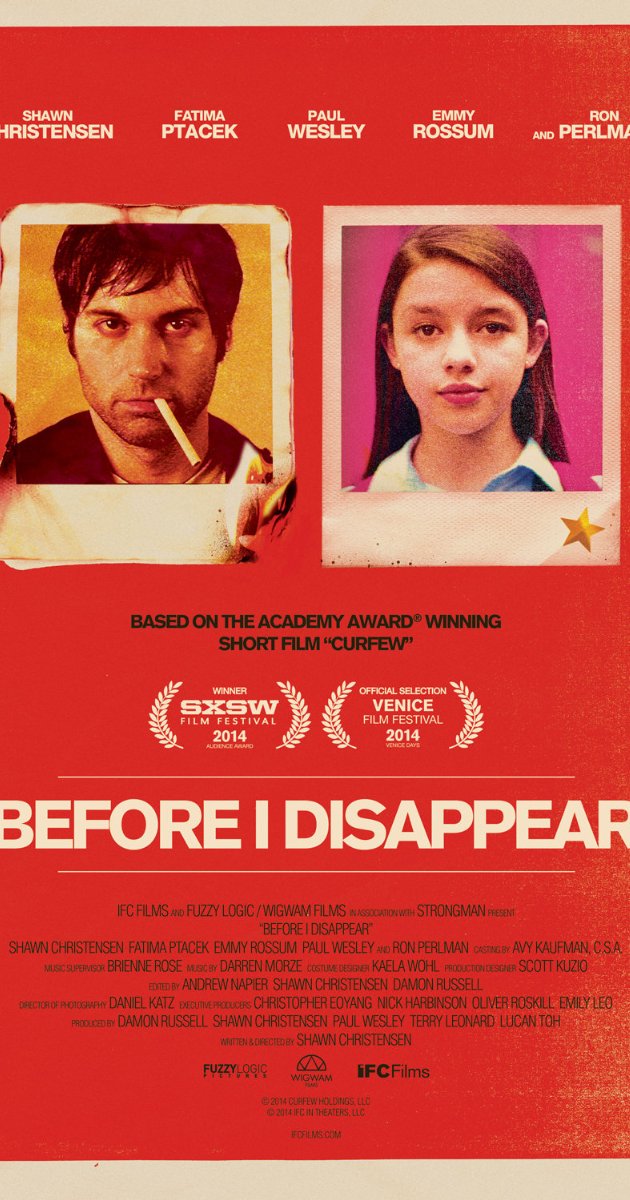 SHAWN FATIMA PAUL EMMY RON
HRISTENSEN PTACEK WESLEY ROSSUM AND PERLMA
BASED ON THE ACADEMY AWARD® WINNING
SHORT FILM “CURFEW”
WINNER
SXSW
FILM FESTIVAL
2014
AUDIENCE AWARD
OFFICIAL SELECTION
VENICE
FILM FESTIVAL
2014
VENICE DAYS
BEFORE I DISAPPEAR
IFC FILMS AND FUZZY LOGIC / WIGWAM FILMS IN ASSOCIATION WITH STRONGMAN PRESENT
“BEFORE I DISAPPEAR”
SHAWN CHRISTENSEN FATIMA PTACEK EMMY ROSSUM PAUL WESLEY AND RON PERLMAN CASTING BY AVY KAUFMAN, C.S.A.
MUSIC SUPERVISOR BRIENNE ROSE MUSIC BY DARREN MORZE COSTUME DESIGNER KAELA WOHL PRODUCTION DESIGNER SCOTT KUZIO
EDITED BY ANDREW NAPIER SHAWN CHRISTENSEN DAMON RUSSELL
DIRECTOR OF PHOTOGRAPHY DANIEL KATZ EXECUTIVE PRODUCERS CHRISTOPHER EOYANG NICK HARBINSON OLIVER ROSKILL EMILY LEO
PRODUCED BY DAMON RUSSELL SHAWN CHRISTENSEN PAUL WESLEY TERRY LEONARD LUCAN TOH
WRITTEN & DIRECTED BY SHAWN CHRISTENSEN
FUZZYLOGIC
PICTURES
WIGWAM
FILMS
IFC Films
© 2014 CURFEW HOLDINGS, LLC
© 2014 IFC IN THEATERS, LLC
IFCFILMS.COM